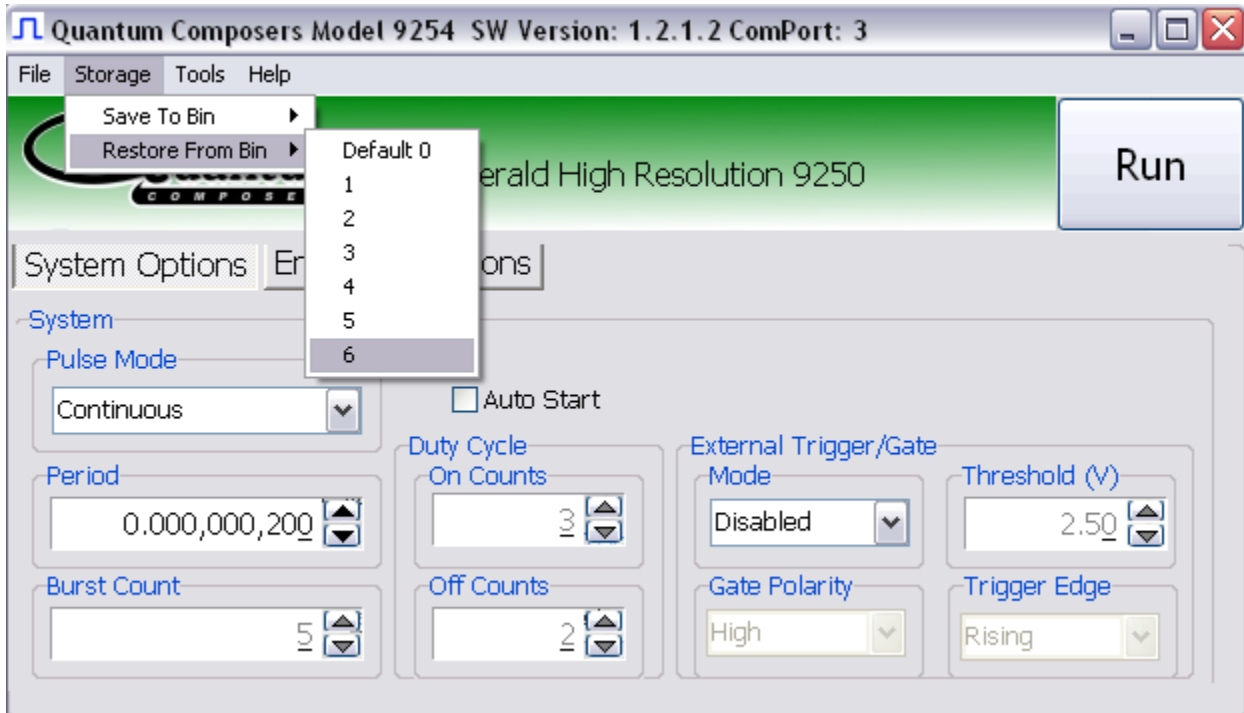 Quantum Composers Model 9254 SW Version: 1.2.1.2 ComPort: 3
File Storage Tools Help
Save To Bin
Restore From Bin
Default 0
1
2
3
4
5
6
COMPOSE
erald High Resolution 9250
Run
System Options
System
Pulse Mode
Continuous
Auto Start
Period
0.000,000,200
Burst Count
5
Duty Cycle
On Counts
3
Off Counts
2
External Trigger/Gate
Mode
Disabled
Threshold (V)
2.50
Gate Polarity
High
Trigger Edge
Rising